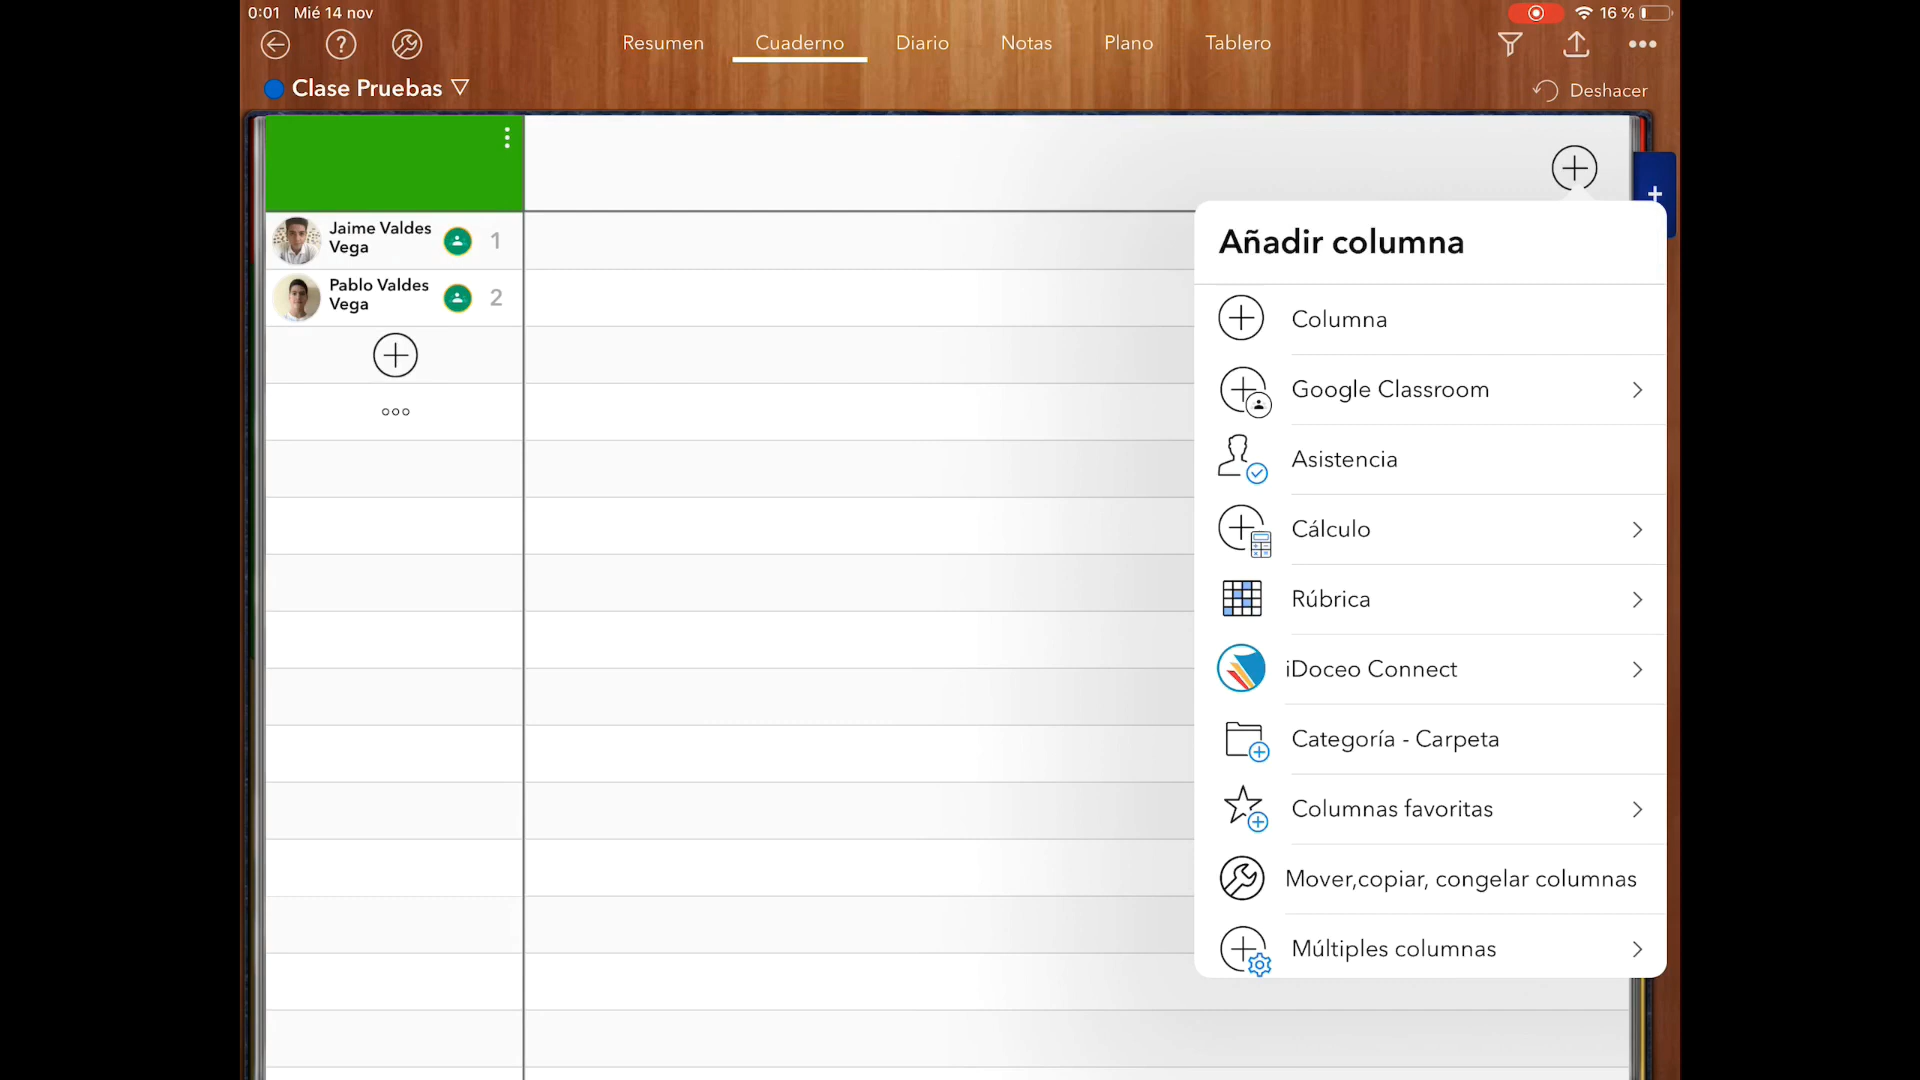 0:01 Mié 14 nov
16 %
Resumen Cuaderno Diario Notas Plano Tablero
Clase Pruebas
Deshacer
Jaime Valdes
Vega
1
Pablo Valdes
Vega
2
Añadir columna
Columna
Google Classroom
Asistencia
Cálculo
Rúbrica
iDoceo Connect
Categoría - Carpeta
Columnas favoritas
Mover,copiar, congelar columnas
Múltiples columnas